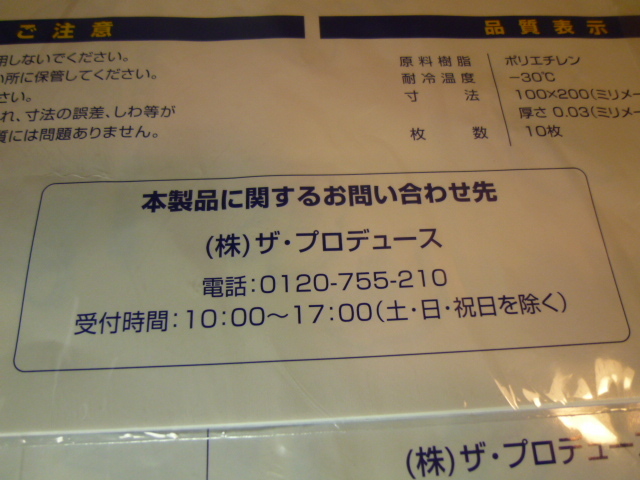 ご注意
用しないでください。
い所に保管してください。
さい。
れ、寸法の誤差、しわ等が
質には問題ありません。
品質表示
原料樹脂 ポリエチレン
耐冷温度 −30℃
寸法 100×200(ミリメー
厚さ 0.03(ミリメー
枚数 10枚
本製品に関するお問い合わせ先
(株)ザ・プロデュース
電話:0120-755-210
受付時間:10:00〜17:00(土・日・祝日を除く)
(株)ザ・プロデュー